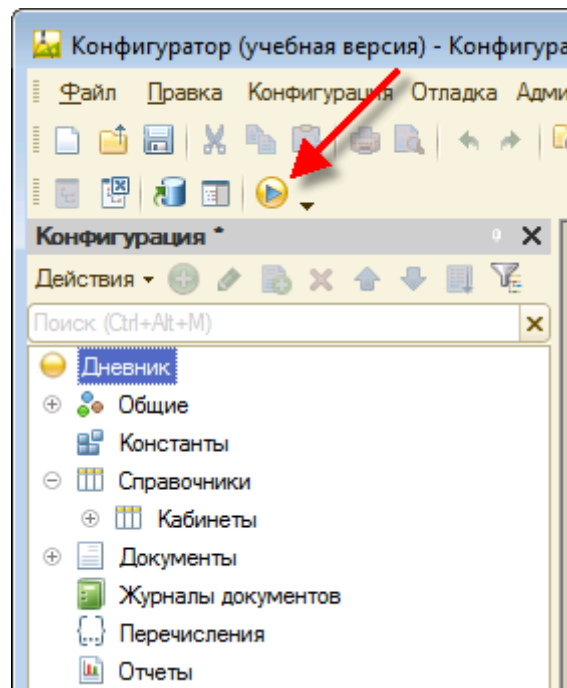 Конфигуратор (учебная версия) - Конфигура
Файл Правка Конфигурация Отладка Адми
Конфигурация *
Действия
Поиск (Ctrl+Alt+M)
Дневник
Общие
Константы
Справочники
Кабинеты
Документы
Журналы документов
Перечисления
Отчеты